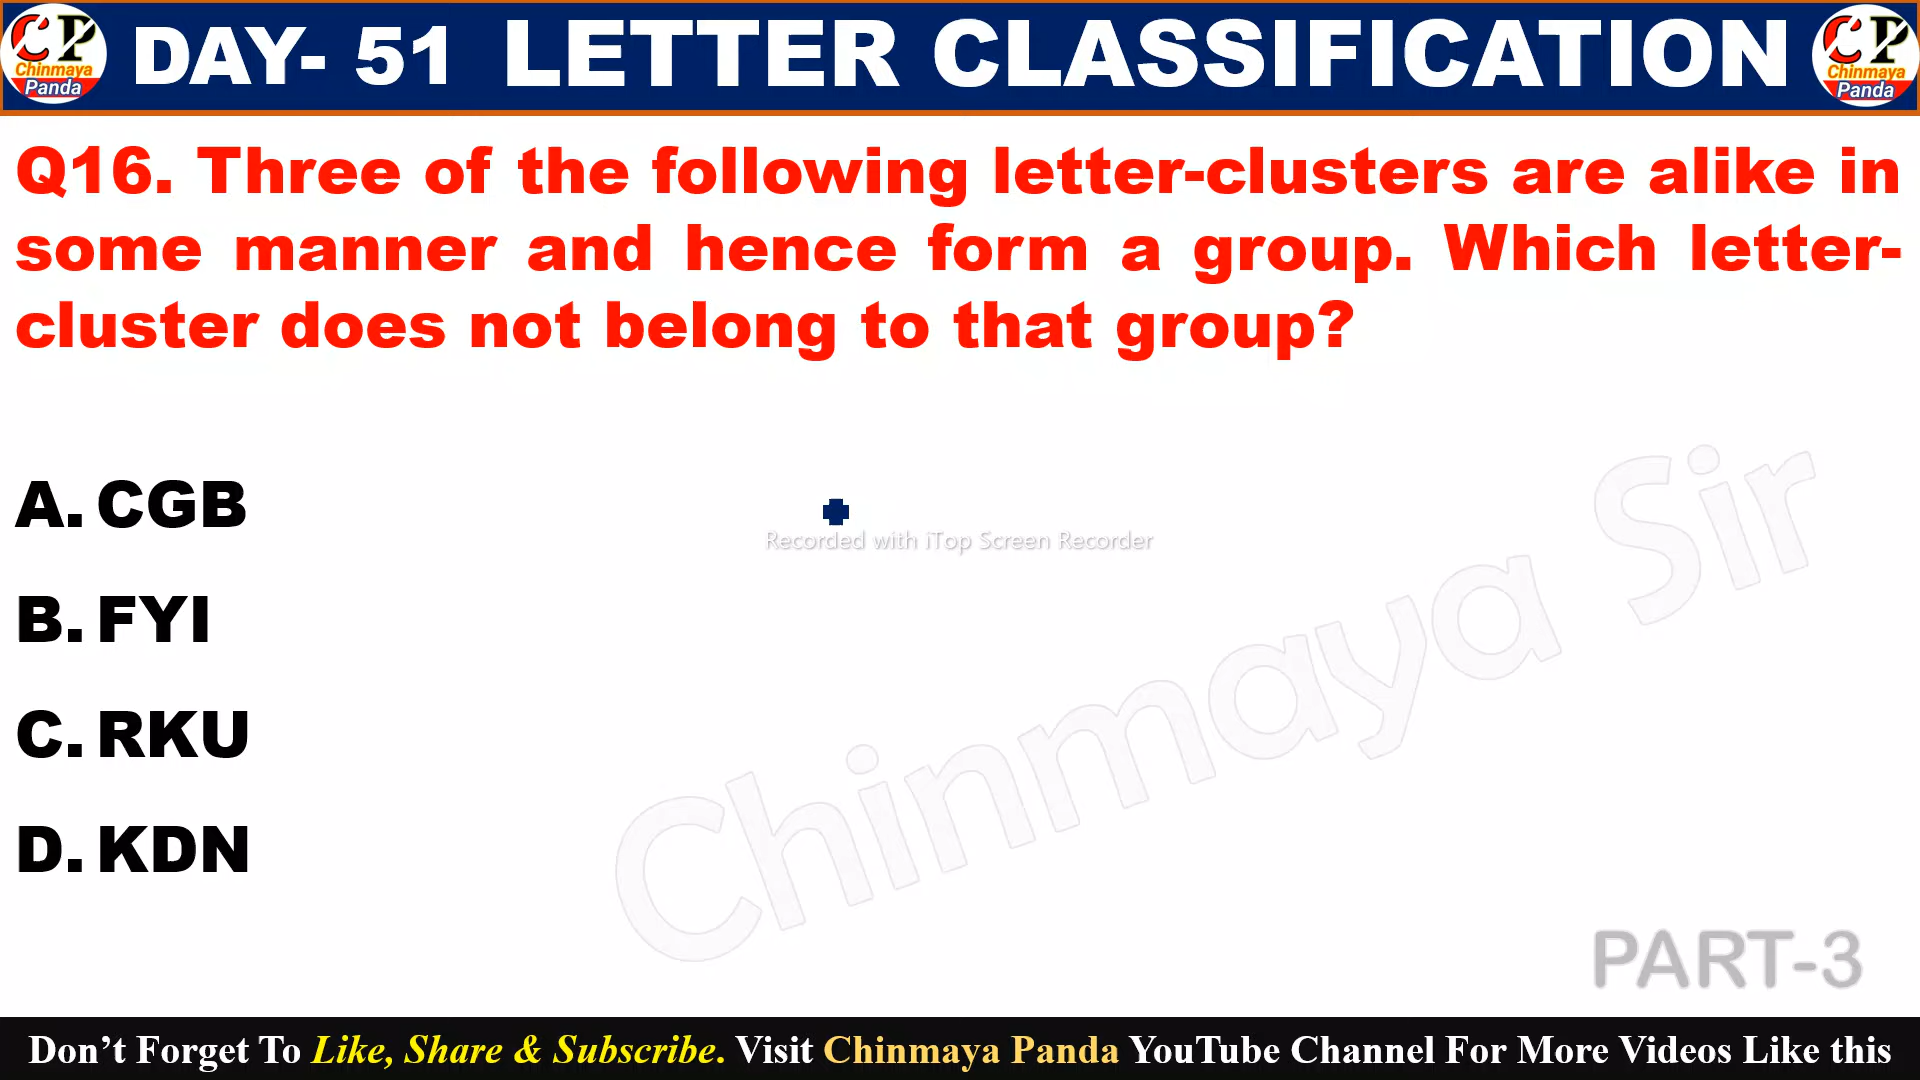 CP
Chinmaya
Panda
DAY- 51 LETTER CLASSIFICATION
CP
Chinmaya
Panda
Q16. Three of the following letter-clusters are alike in
some manner and hence form a group. Which letter-
cluster does not belong to that group?
A. CGB
Recorded with iTop Screen Recorder
B. FYI
C. RKU
D. KDN
Chinmaya Sir
PART-3
Don’t Forget To Like, Share & Subscribe. Visit Chinmaya Panda YouTube Channel For More Videos Like this